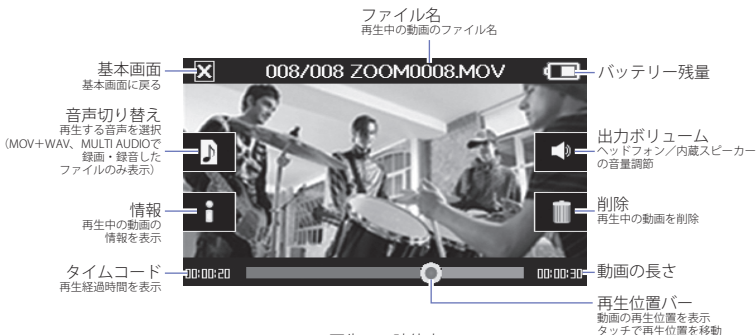 ファイル名
再生中の動画のファイル名
基本画面
基本画面に戻る
008/008 ZOOM0008.MOV
バッテリー残量
音声切り替え
再生する音声を選択
（MOV+WAV、MULTI AUDIOで
録画・録音した
ファイルのみ表示）
出力ボリューム
ヘッドフォン／内蔵スピーカー
の音量調節
情報
再生中の動画の
情報を表示
削除
再生中の動画を削除
タイムコード
再生経過時間を表示
00:00:20
00:00:30
動画の長さ
再生位置バー
動画の再生位置を表示
タッチで再生位置を移動